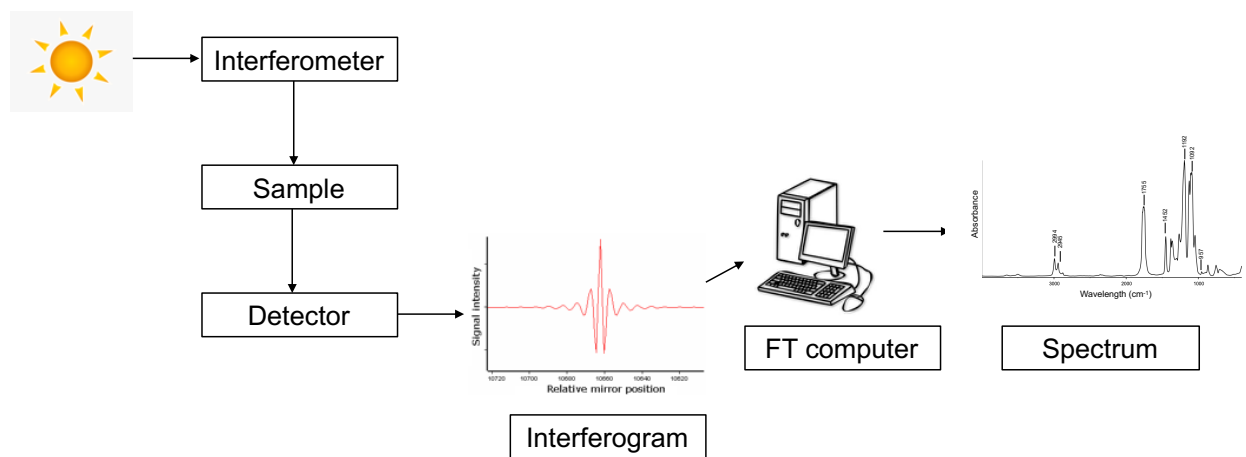 Interferometer
Sample
Detector
Signal intensity
10720 10700 10680 10660 10640 10620
Relative mirror position
Interferogram
FT computer
Absorbance
2994
2945
1755
1452
1192
1092
957
3000 2000 1000
Wavelength (cm⁻¹)
Spectrum